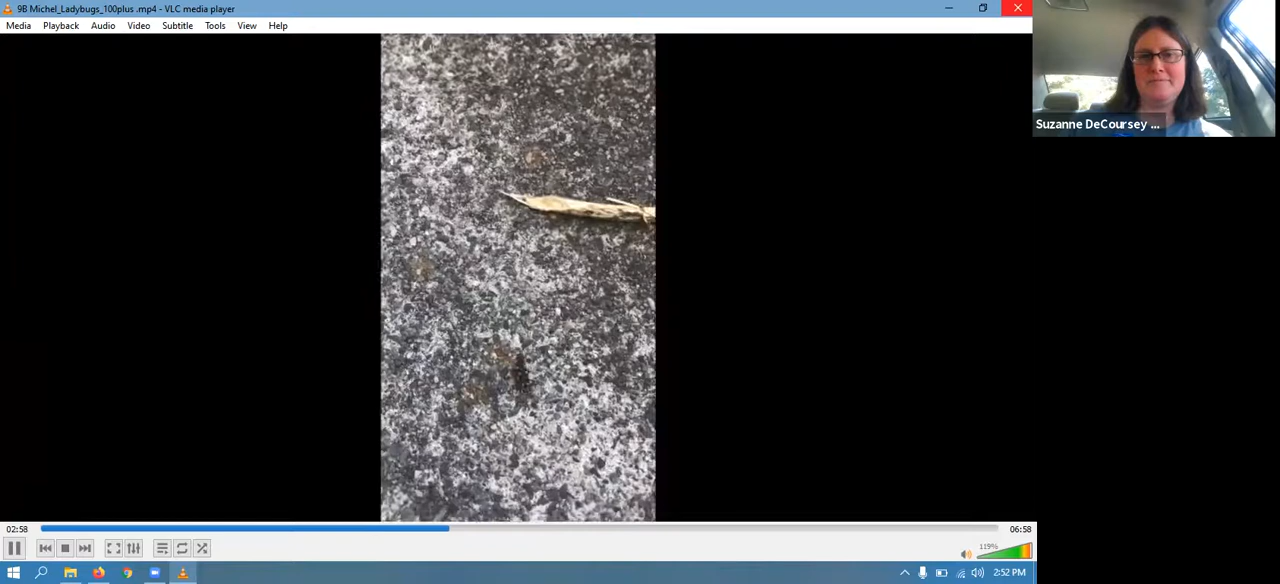 9B Michel_Ladybugs_100plus .mp4 - VLC media player
Media Playback Audio Video Subtitle Tools View Help
Suzanne DeCoursey ...
02:58
06:58
119%
2:52 PM